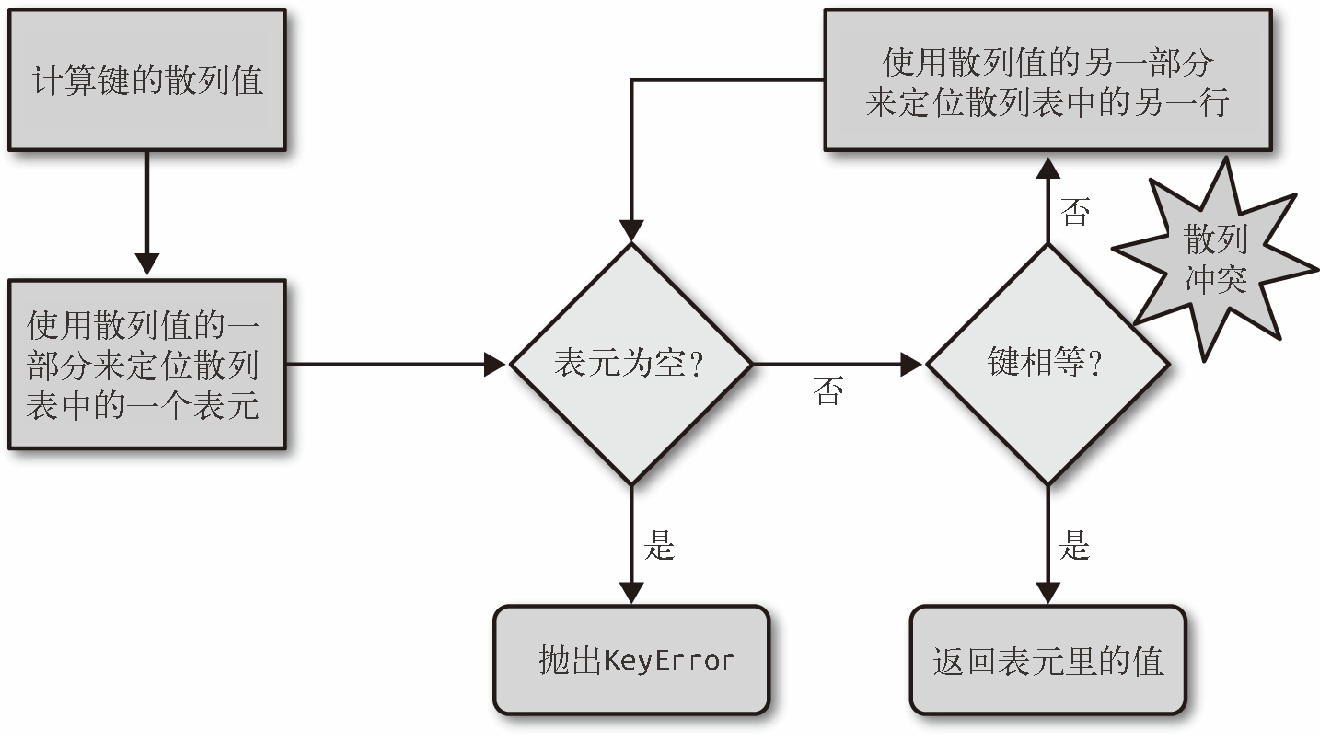 计算键的散列值
使用散列值的一
部分来定位散列
表中的一个表元
表元为空?
是
抛出KeyError
否
键相等?
是
返回表元里的值
否
散列
冲突
使用散列值的另一部分
来定位散列表中的另一行